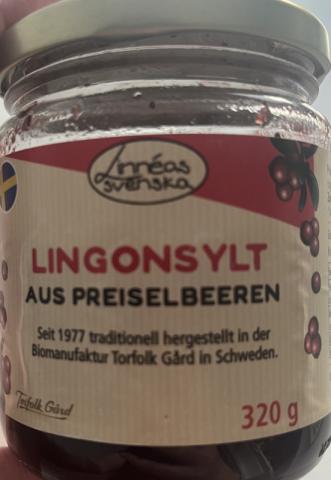 Linnéas
svenska
LINGONSYLT
AUS PREISELBEEREN
Seit 1977 traditionell hergestellt in der
Biomanufaktur Torfolk Gård in Schweden.
Torfolk Gård
320 g